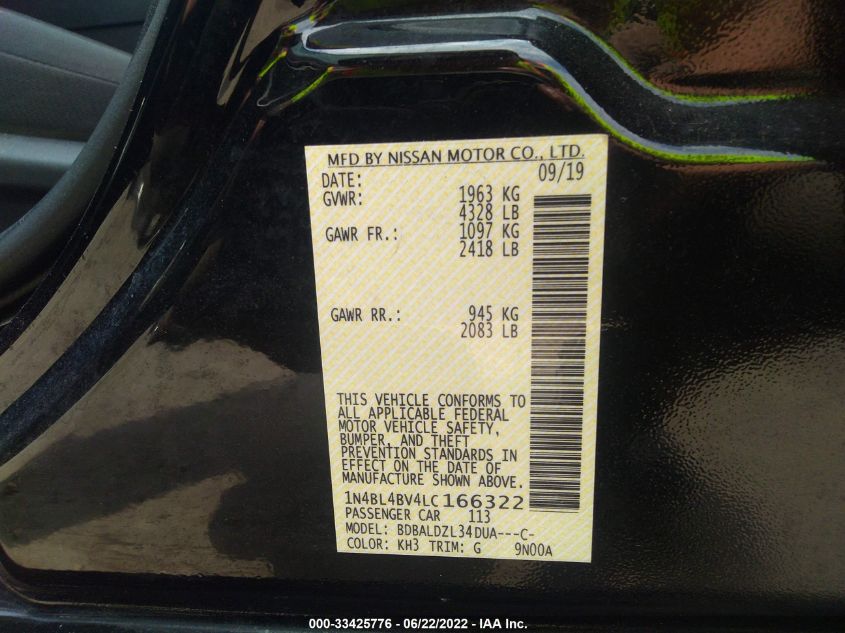 MFD BY NISSAN MOTOR CO., LTD.
DATE: 09/19
GVWR: 1963 KG
4328 LB
GAWR FR.: 1097 KG
2418 LB
GAWR RR.: 945 KG
2083 LB
THIS VEHICLE CONFORMS TO
ALL APPLICABLE FEDERAL
MOTOR VEHICLE SAFETY,
BUMPER, AND THEFT
PREVENTION STANDARDS IN
EFFECT ON THE DATE OF
MANUFACTURE SHOWN ABOVE.
1N4BL4BV4LC166322
PASSENGER CAR 113
MODEL: BDBALDZL34DUA---C-
COLOR: KH3 TRIM: G 9N00A
000-33425776 - 06/22/2022 - IAA Inc.